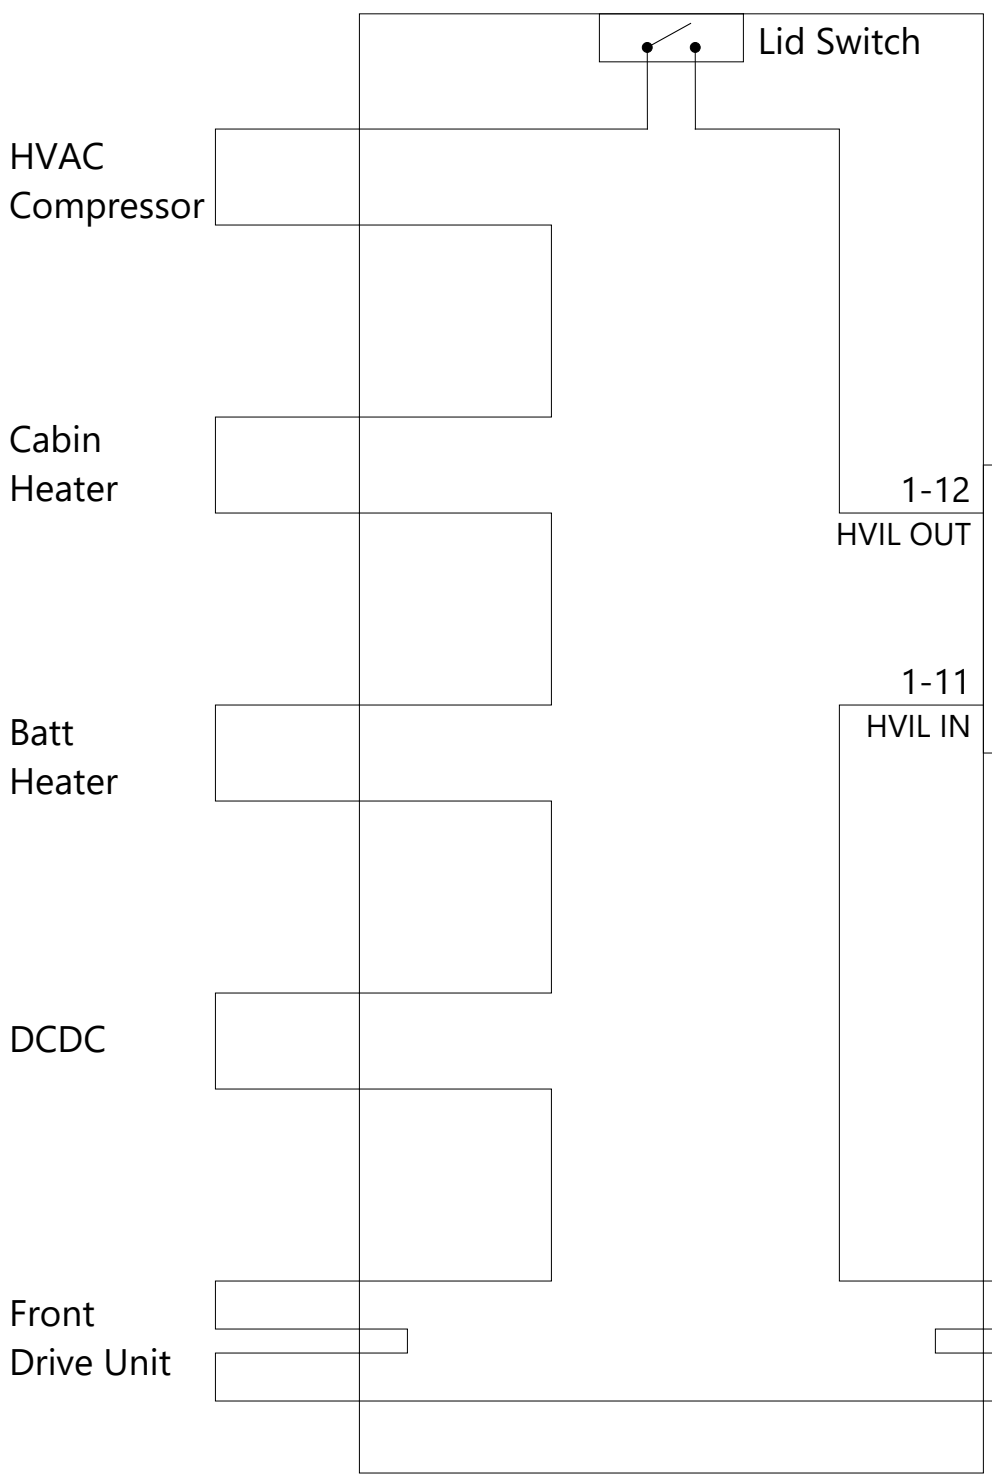 Lid Switch
HVAC
Compressor
Cabin
Heater
1-12
HVIL OUT
1-11
HVIL IN
Batt
Heater
DCDC
Front
Drive Unit